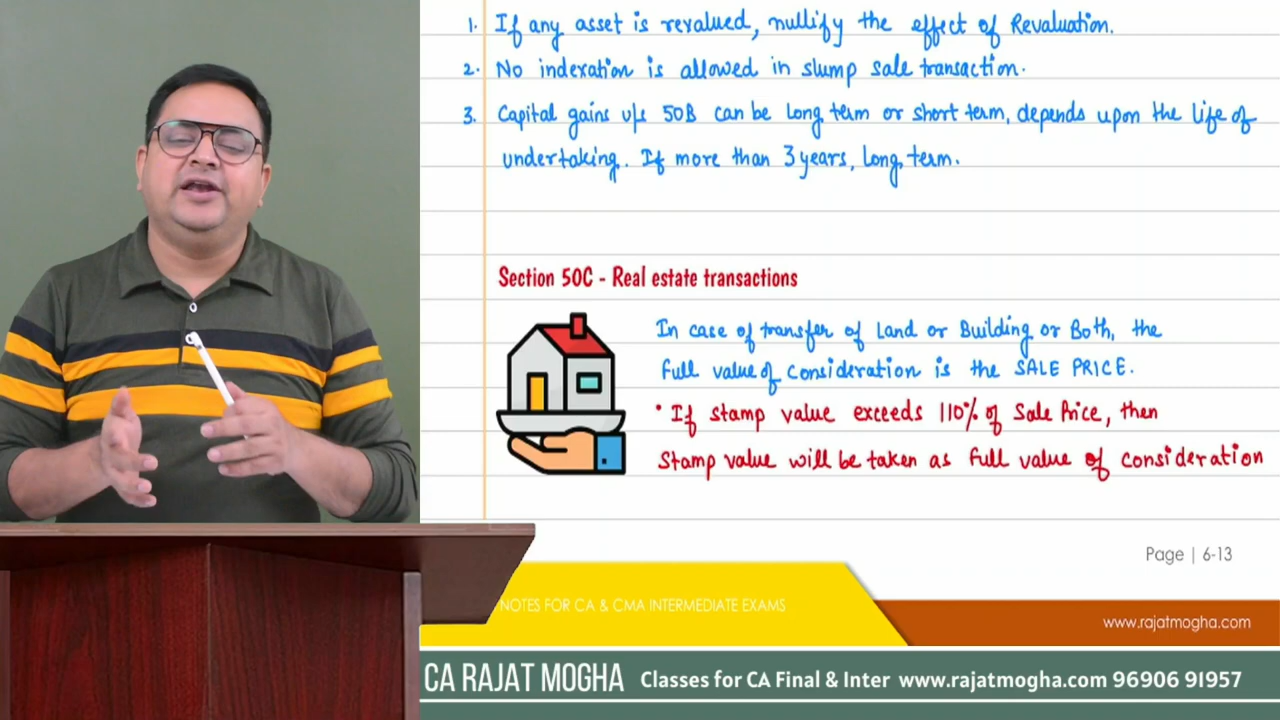 1. If any asset is revalued, nullify the effect of Revaluation.
2. No indexation is allowed in slump sale transaction.
3. Capital gains u/s 50B can be long term or short term, depends upon the life of
undertaking. If more than 3 years, long term.
Section 50C - Real estate transactions
In case of transfer of Land or Building or Both, the
full value of consideration is the SALE PRICE.
• If stamp value exceeds 110% of Sale Price, then
Stamp value will be taken as full value of consideration
Page | 6-13
NOTES FOR CA & CMA INTERMEDIATE EXAMS
www.rajatmogha.com
CA RAJAT MOGHA Classes for CA Final & Inter www.rajatmogha.com 96906 91957